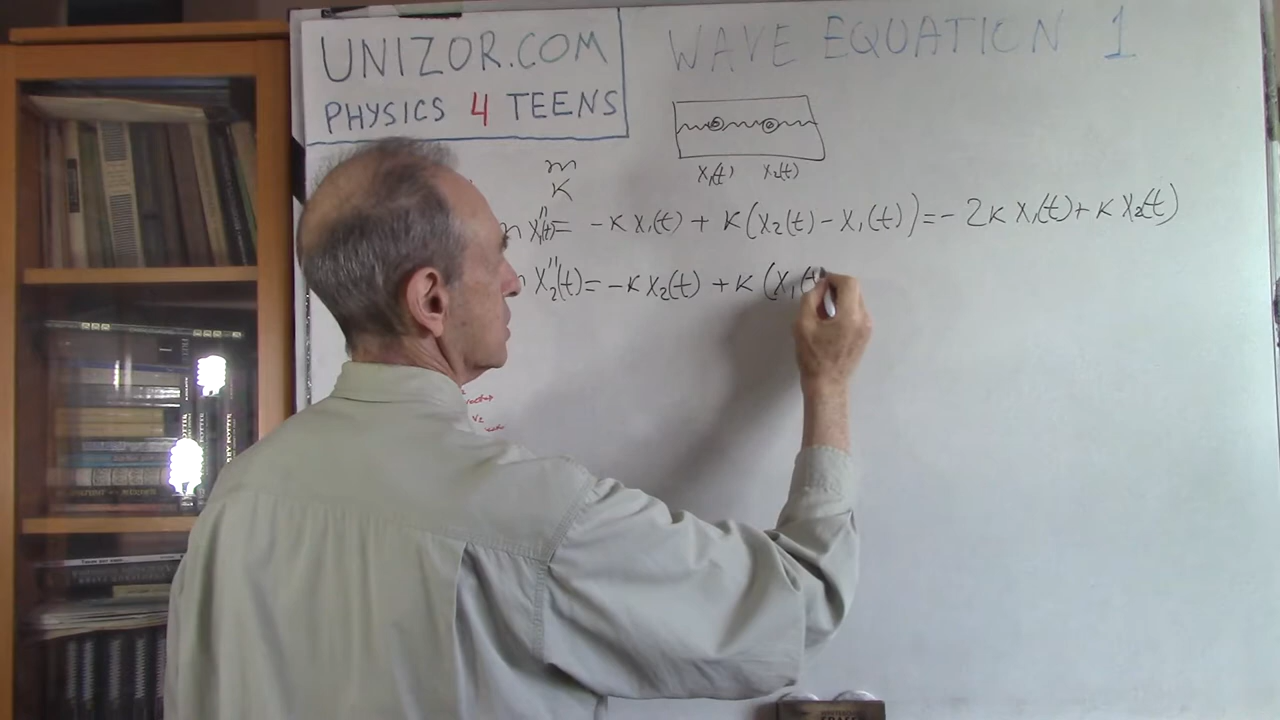 UNIZOR.COM
PHYSICS 4 TEENS
WAVE EQUATION 1
x₁(t) x₂(t)
m
K
m x₁''(t) = -K x₁(t) + K(x₂(t) - x₁(t)) = -2K x₁(t) + K x₂(t)
x₂''(t) = -K x₂(t) + K (x₁(t